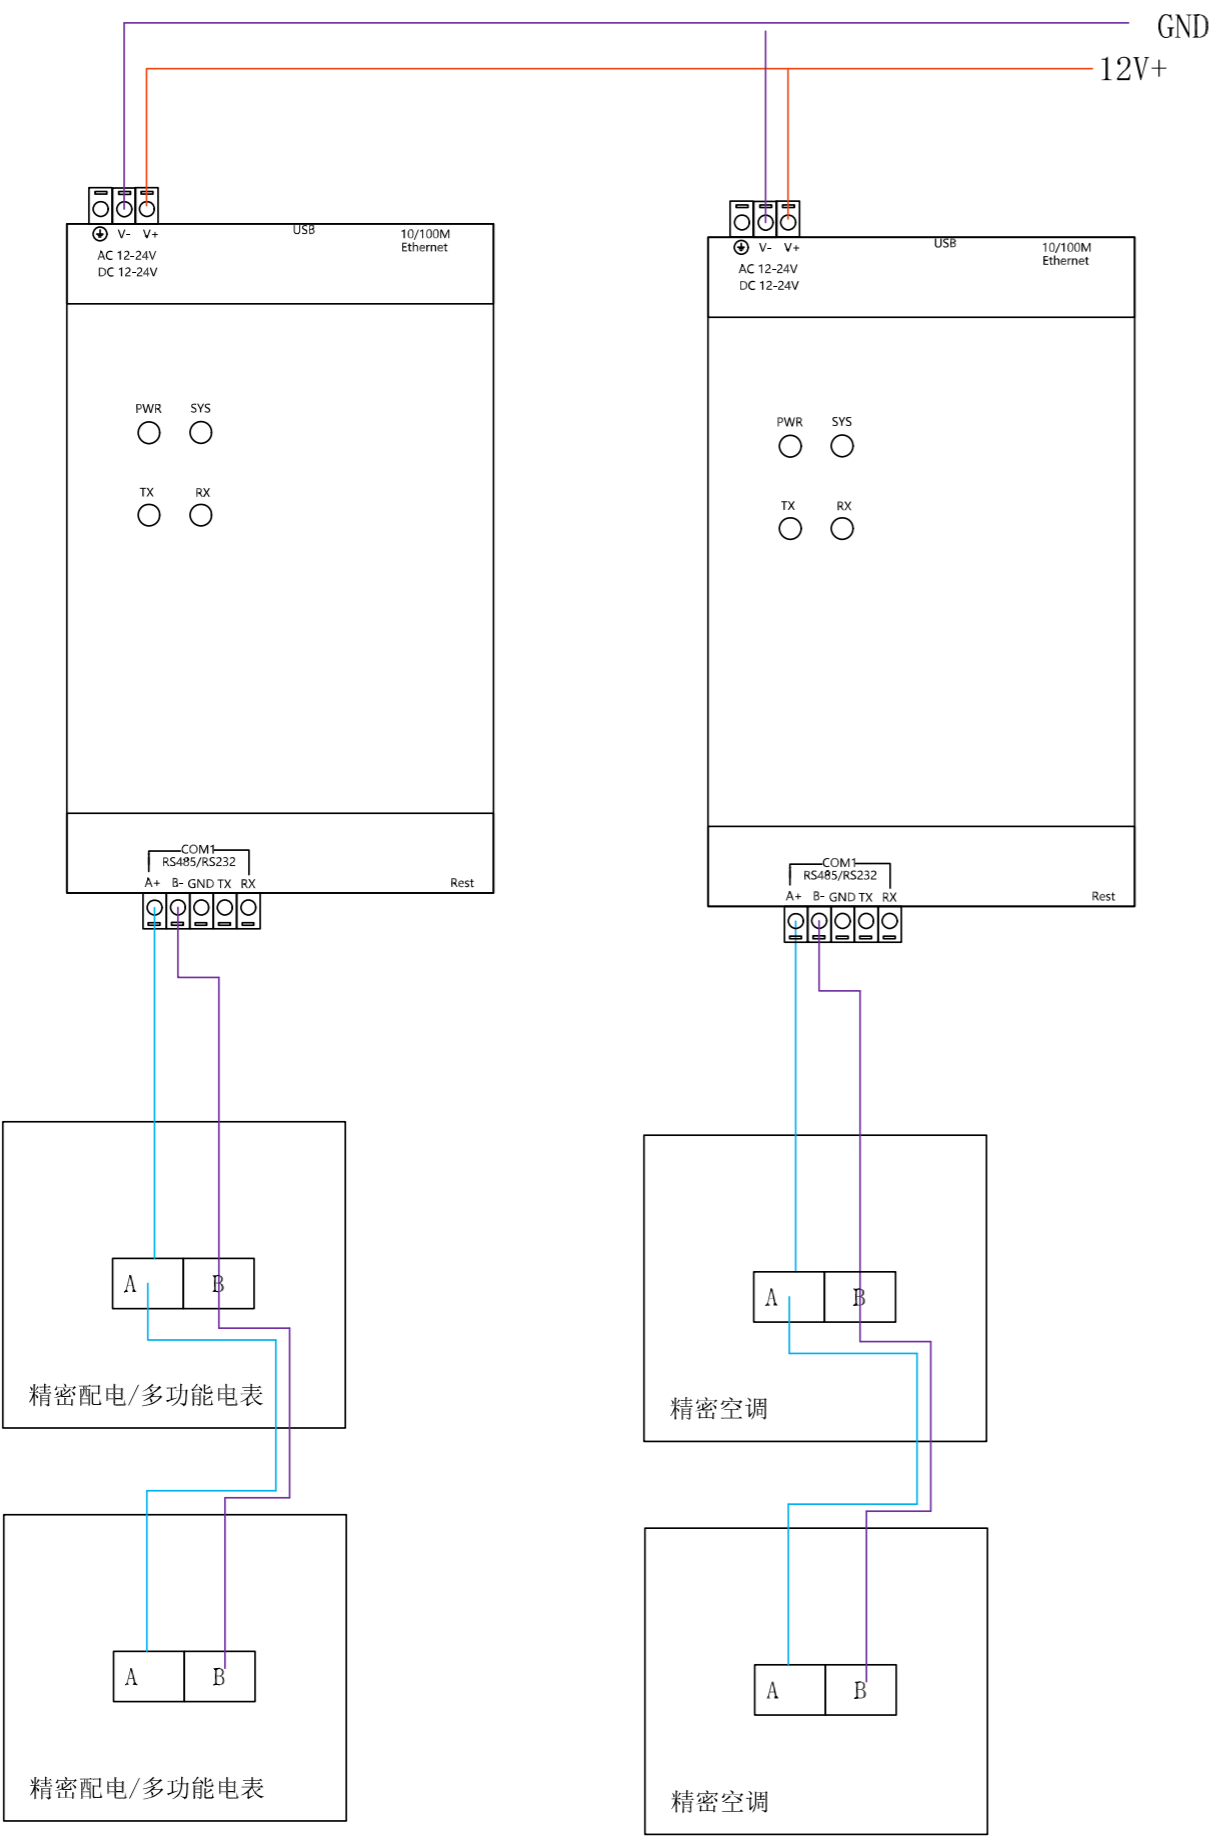 GND
12V+
V- V+
AC 12-24V
DC 12-24V
USB
10/100M
Ethernet
PWR SYS
TX RX
COM1
RS485/RS232
A+ B- GND TX RX
Rest
A B
精密配电/多功能电表
A B
精密配电/多功能电表
V- V+
AC 12-24V
DC 12-24V
USB
10/100M
Ethernet
PWR SYS
TX RX
COM1
RS485/RS232
A+ B- GND TX RX
Rest
A B
精密空调
A B
精密空调